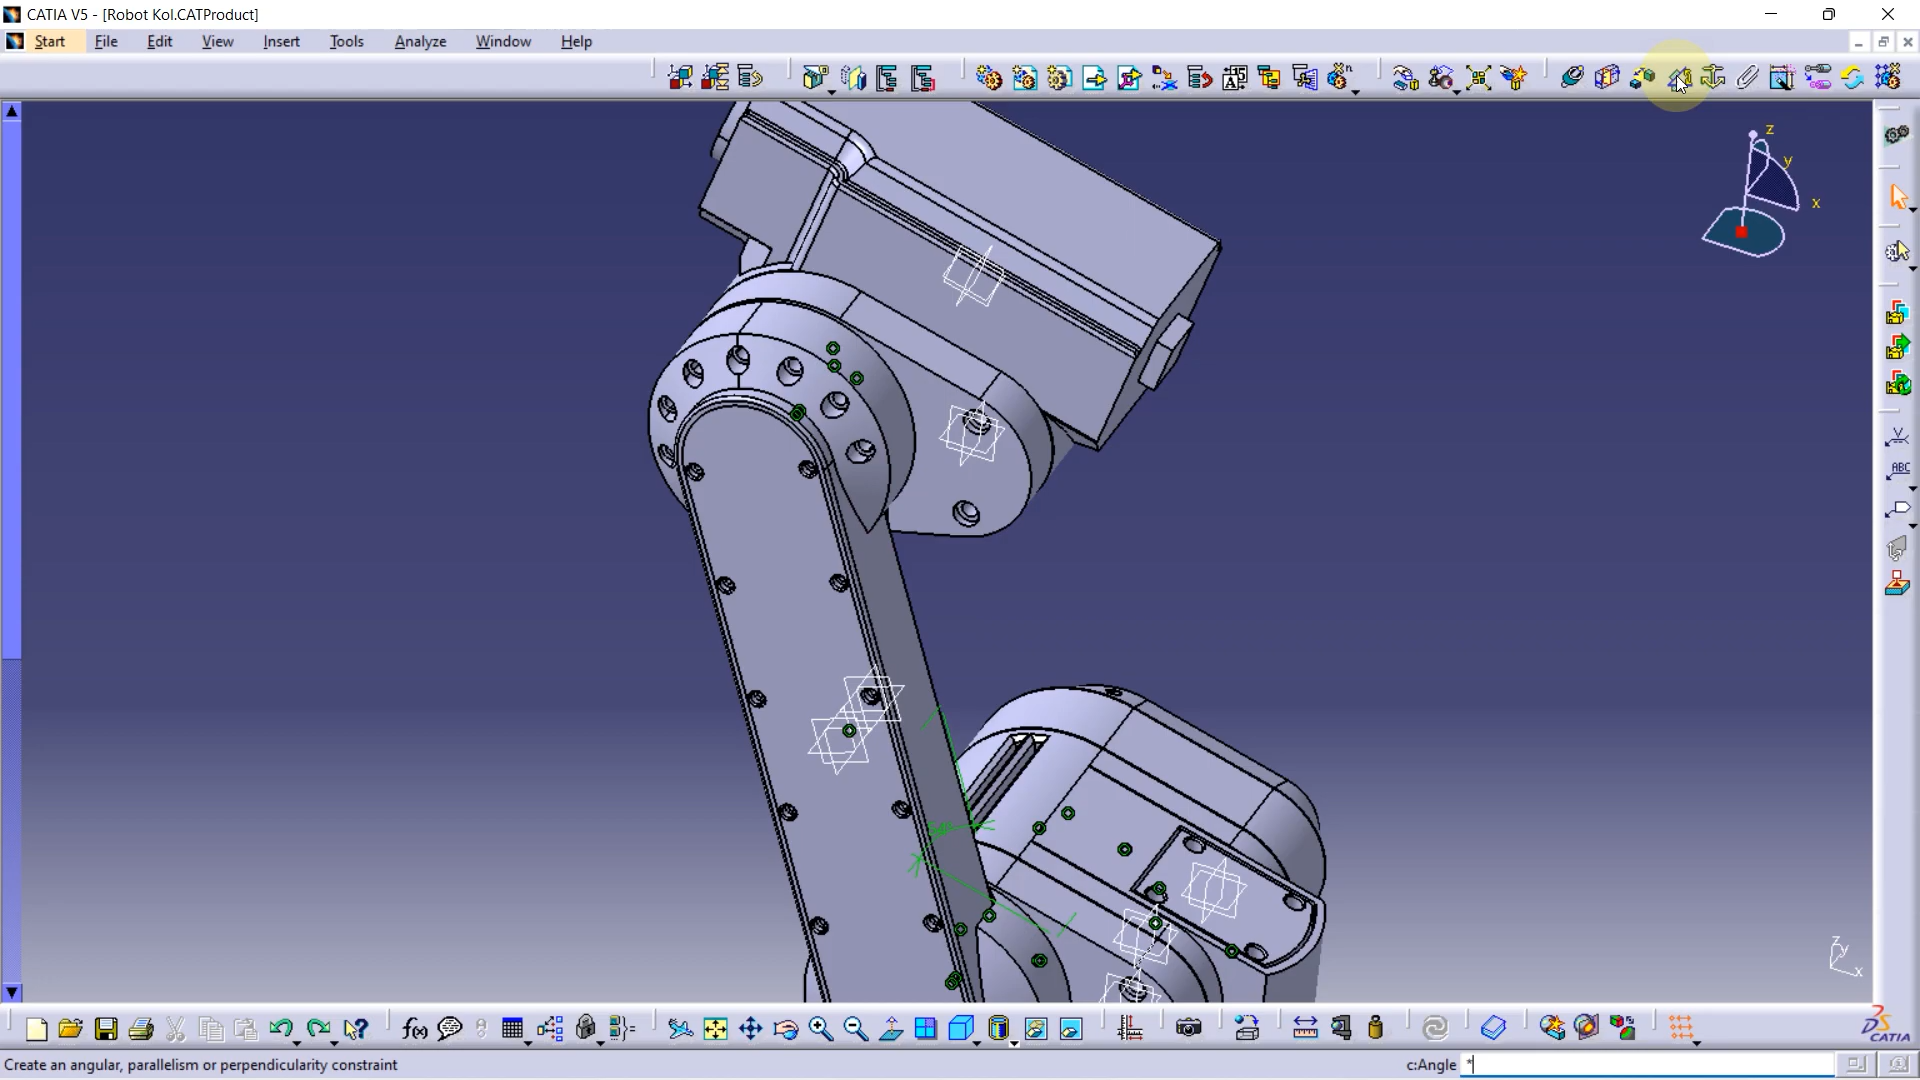 CATIA V5 - [Robot Kol.CATProduct]
Start File Edit View Insert Tools Analyze Window Help
z
y
x
ABC
z
y
x
f(x)
CATIA
Create an angular, parallelism or perpendicularity constraint
c:Angle *